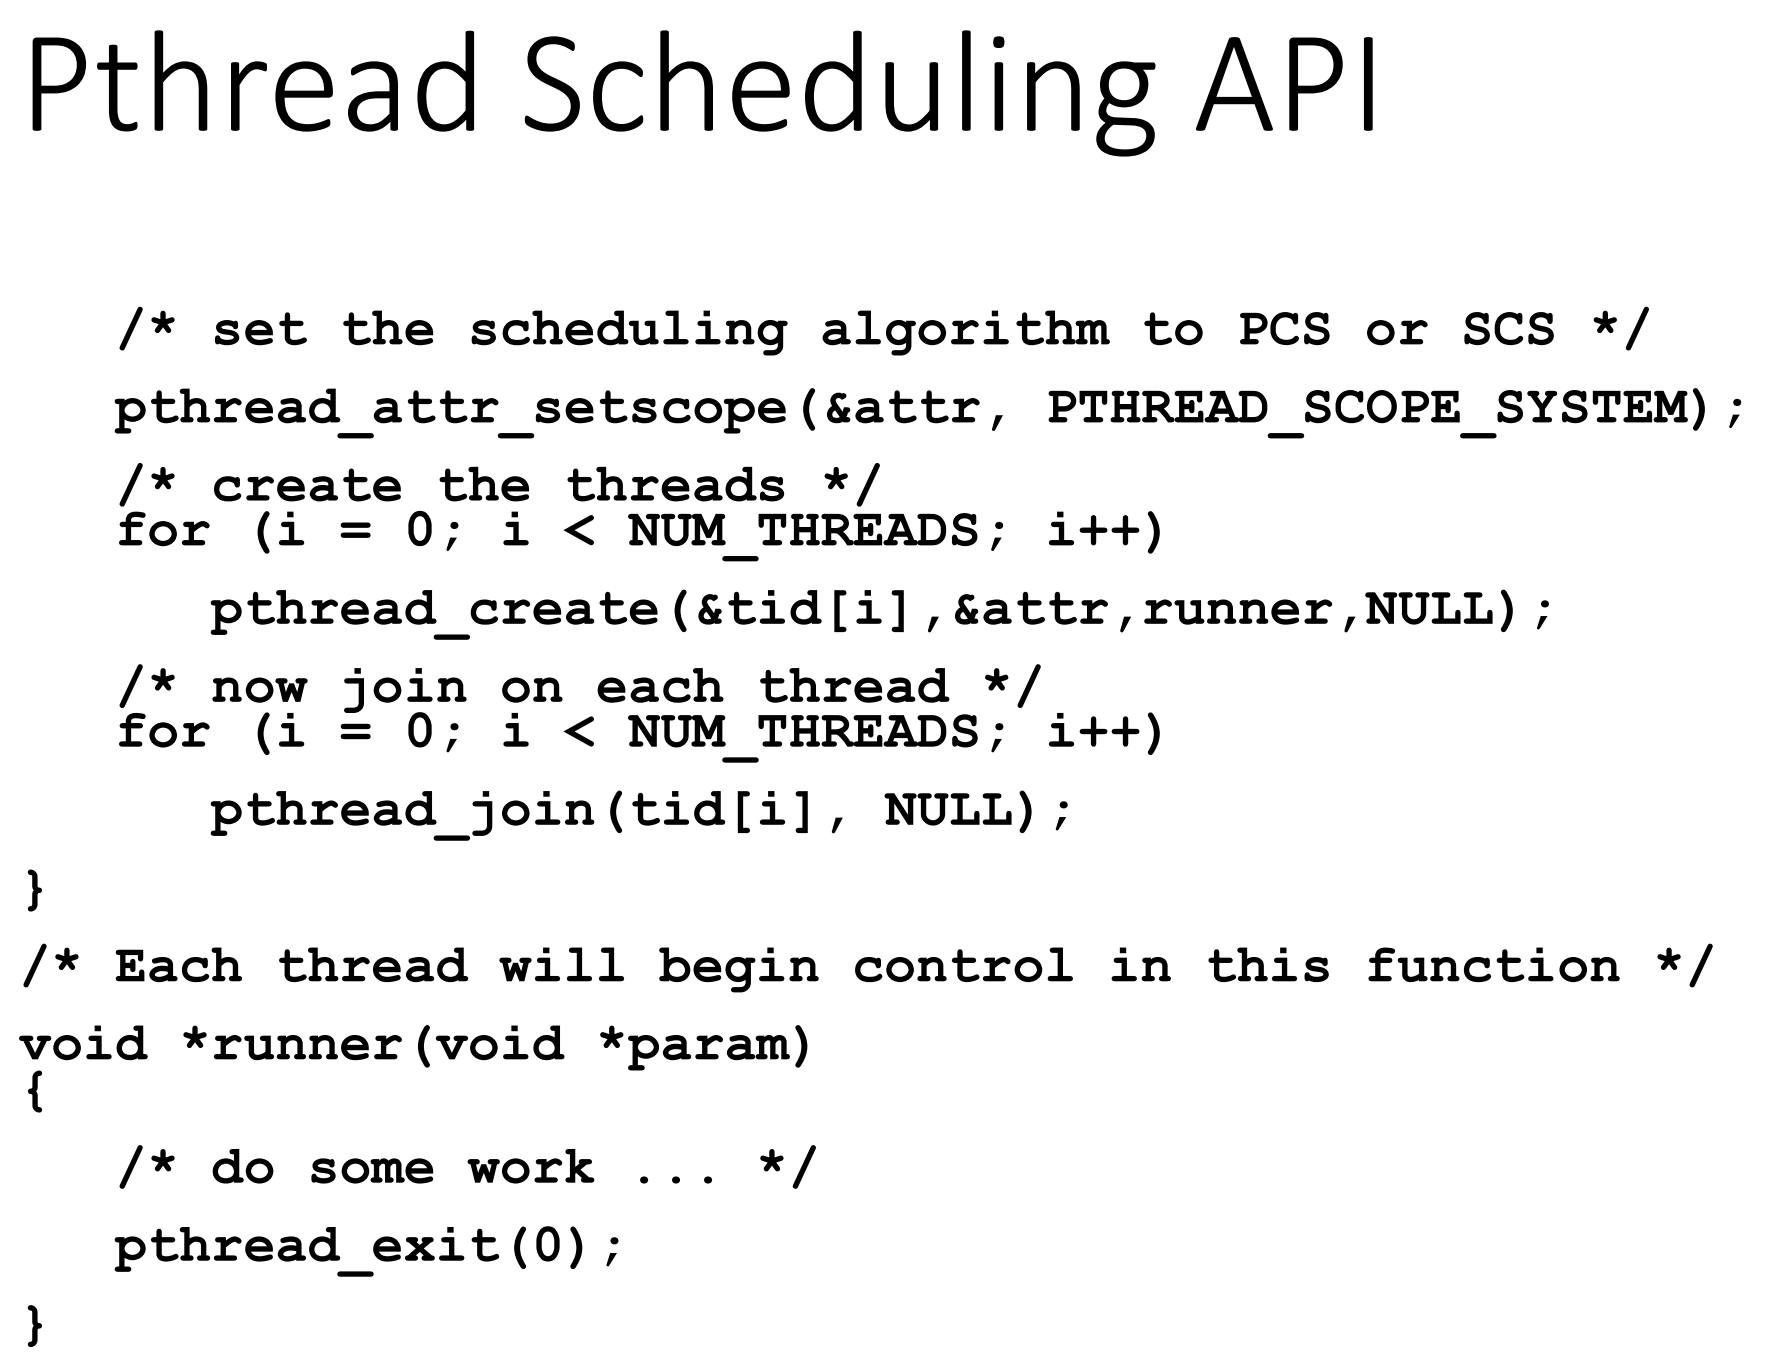 Pthread Scheduling API
/* set the scheduling algorithm to PCS or SCS */
pthread_attr_setscope(&attr, PTHREAD_SCOPE_SYSTEM);
/* create the threads */
for (i = 0; i < NUM_THREADS; i++)
pthread_create(&tid[i],&attr,runner,NULL);
/* now join on each thread */
for (i = 0; i < NUM_THREADS; i++)
pthread_join(tid[i], NULL);
}
/* Each thread will begin control in this function */
void *runner(void *param)
{
/* do some work ... */
pthread_exit(0);
}